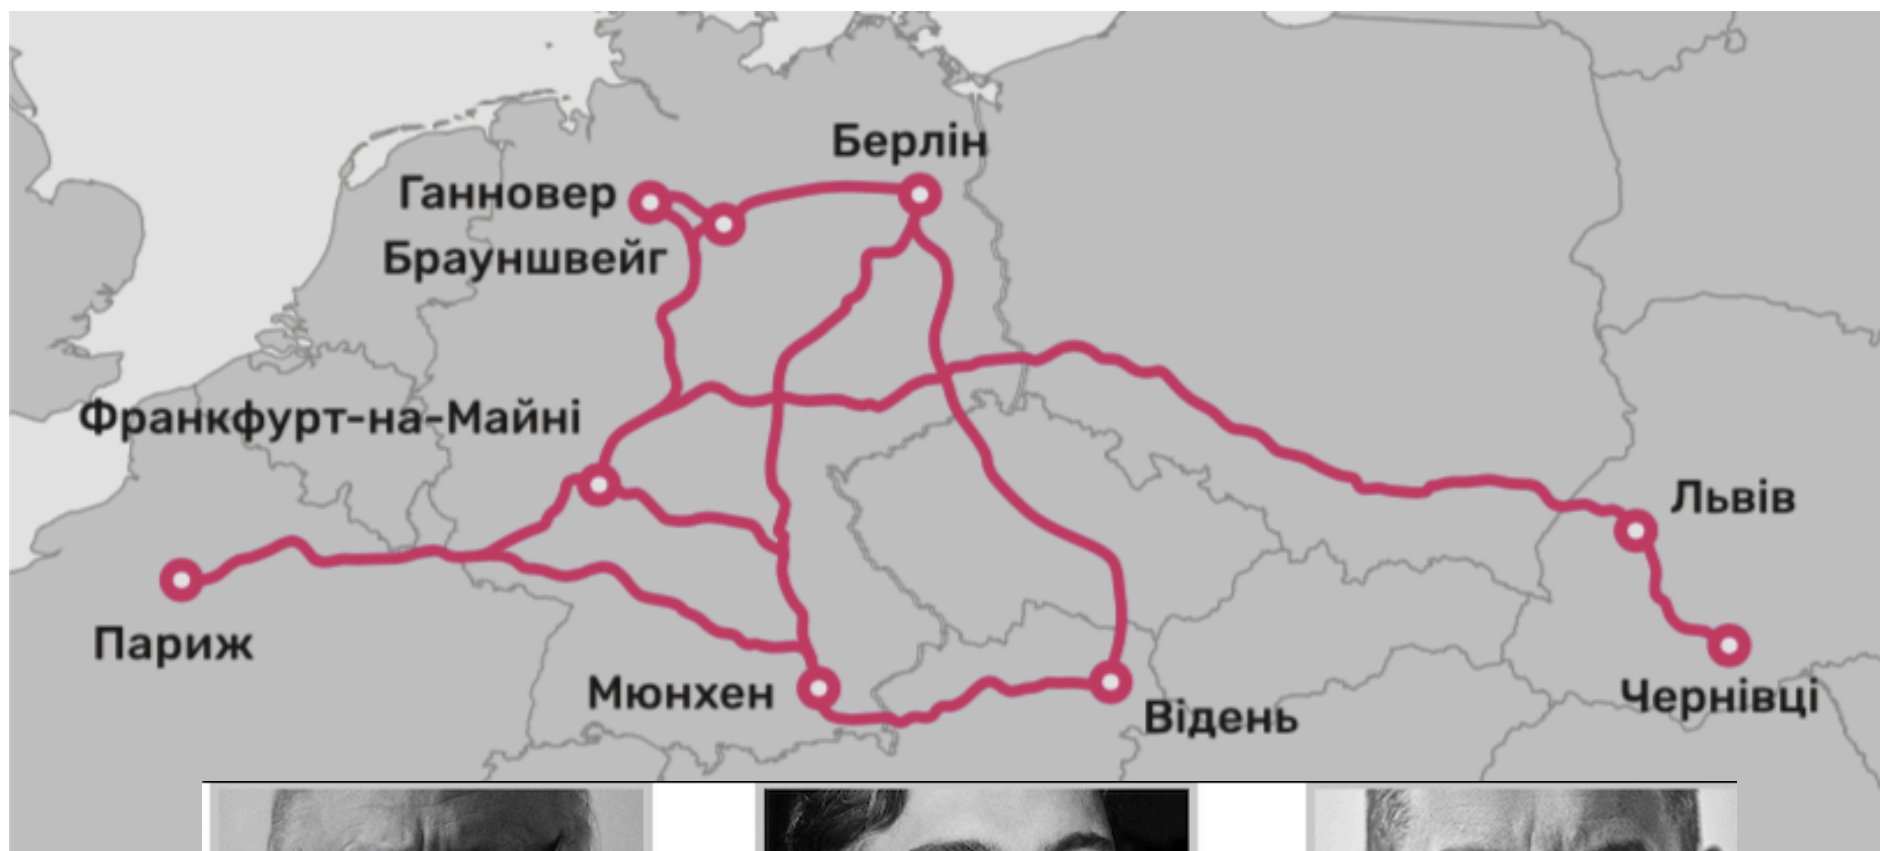 Берлін
Ганновер
Брауншвейг
Франкфурт-на-Майні
Львів
Париж
Мюнхен
Відень
Чернівці